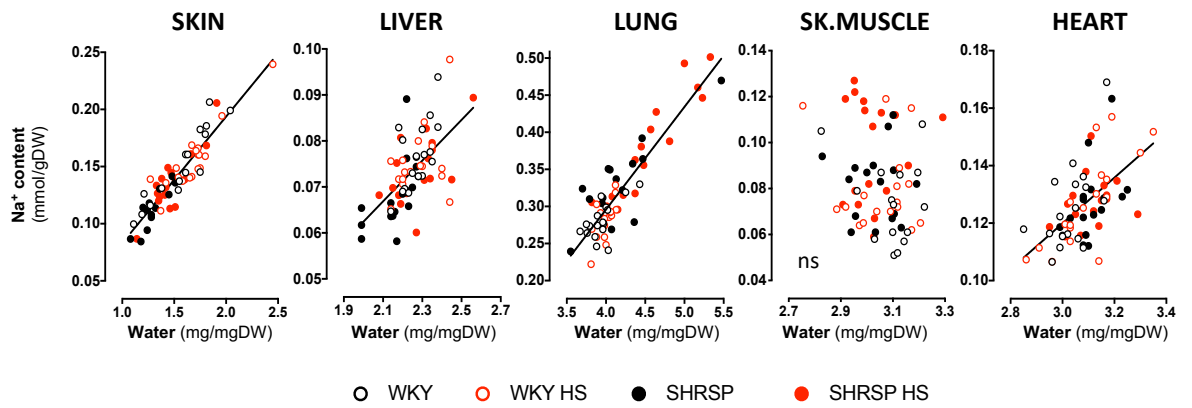 SKIN LIVER LUNG SK.MUSCLE HEART
Na⁺ content
(mmol/gDW)
0.25
0.20
0.15
0.10
0.05
1.0 1.5 2.0 2.5
Water (mg/mgDW)
0.10
0.09
0.08
0.07
0.06
0.05
1.9 2.1 2.3 2.5 2.7
Water (mg/mgDW)
0.50
0.45
0.40
0.35
0.30
0.25
0.20
3.5 4.0 4.5 5.0 5.5
Water (mg/mgDW)
0.14
0.12
0.10
0.08
0.06
0.04
ns
2.7 2.9 3.1 3.3
Water (mg/mgDW)
0.18
0.16
0.14
0.12
0.10
2.8 3.0 3.2 3.4
Water (mg/mgDW)
WKY WKY HS SHRSP SHRSP HS